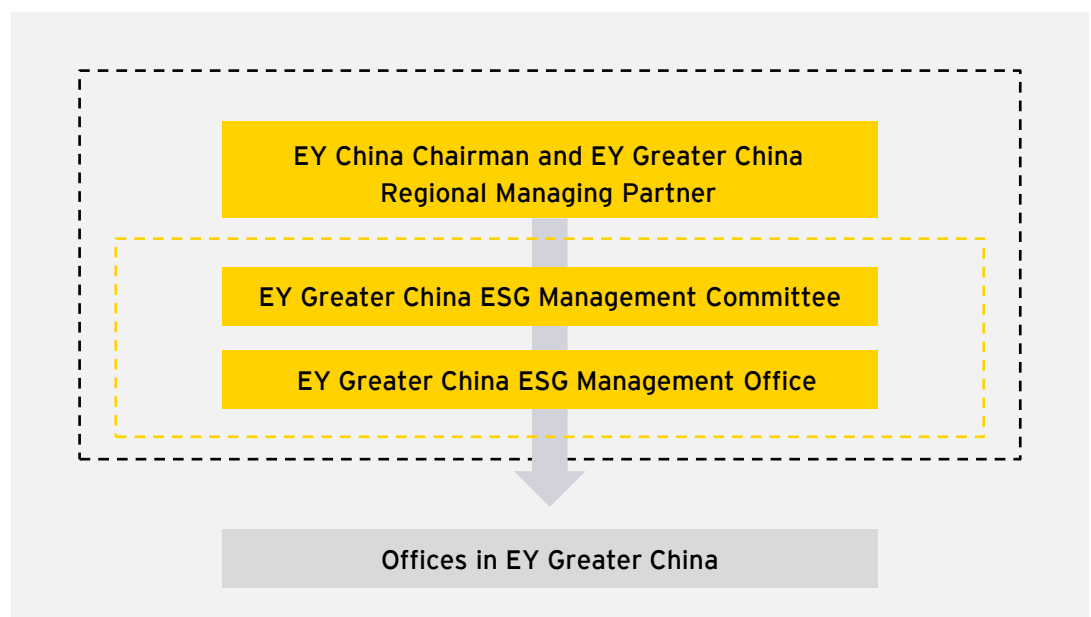 EY China Chairman and EY Greater China
Regional Managing Partner
EY Greater China ESG Management Committee
EY Greater China ESG Management Office
Offices in EY Greater China